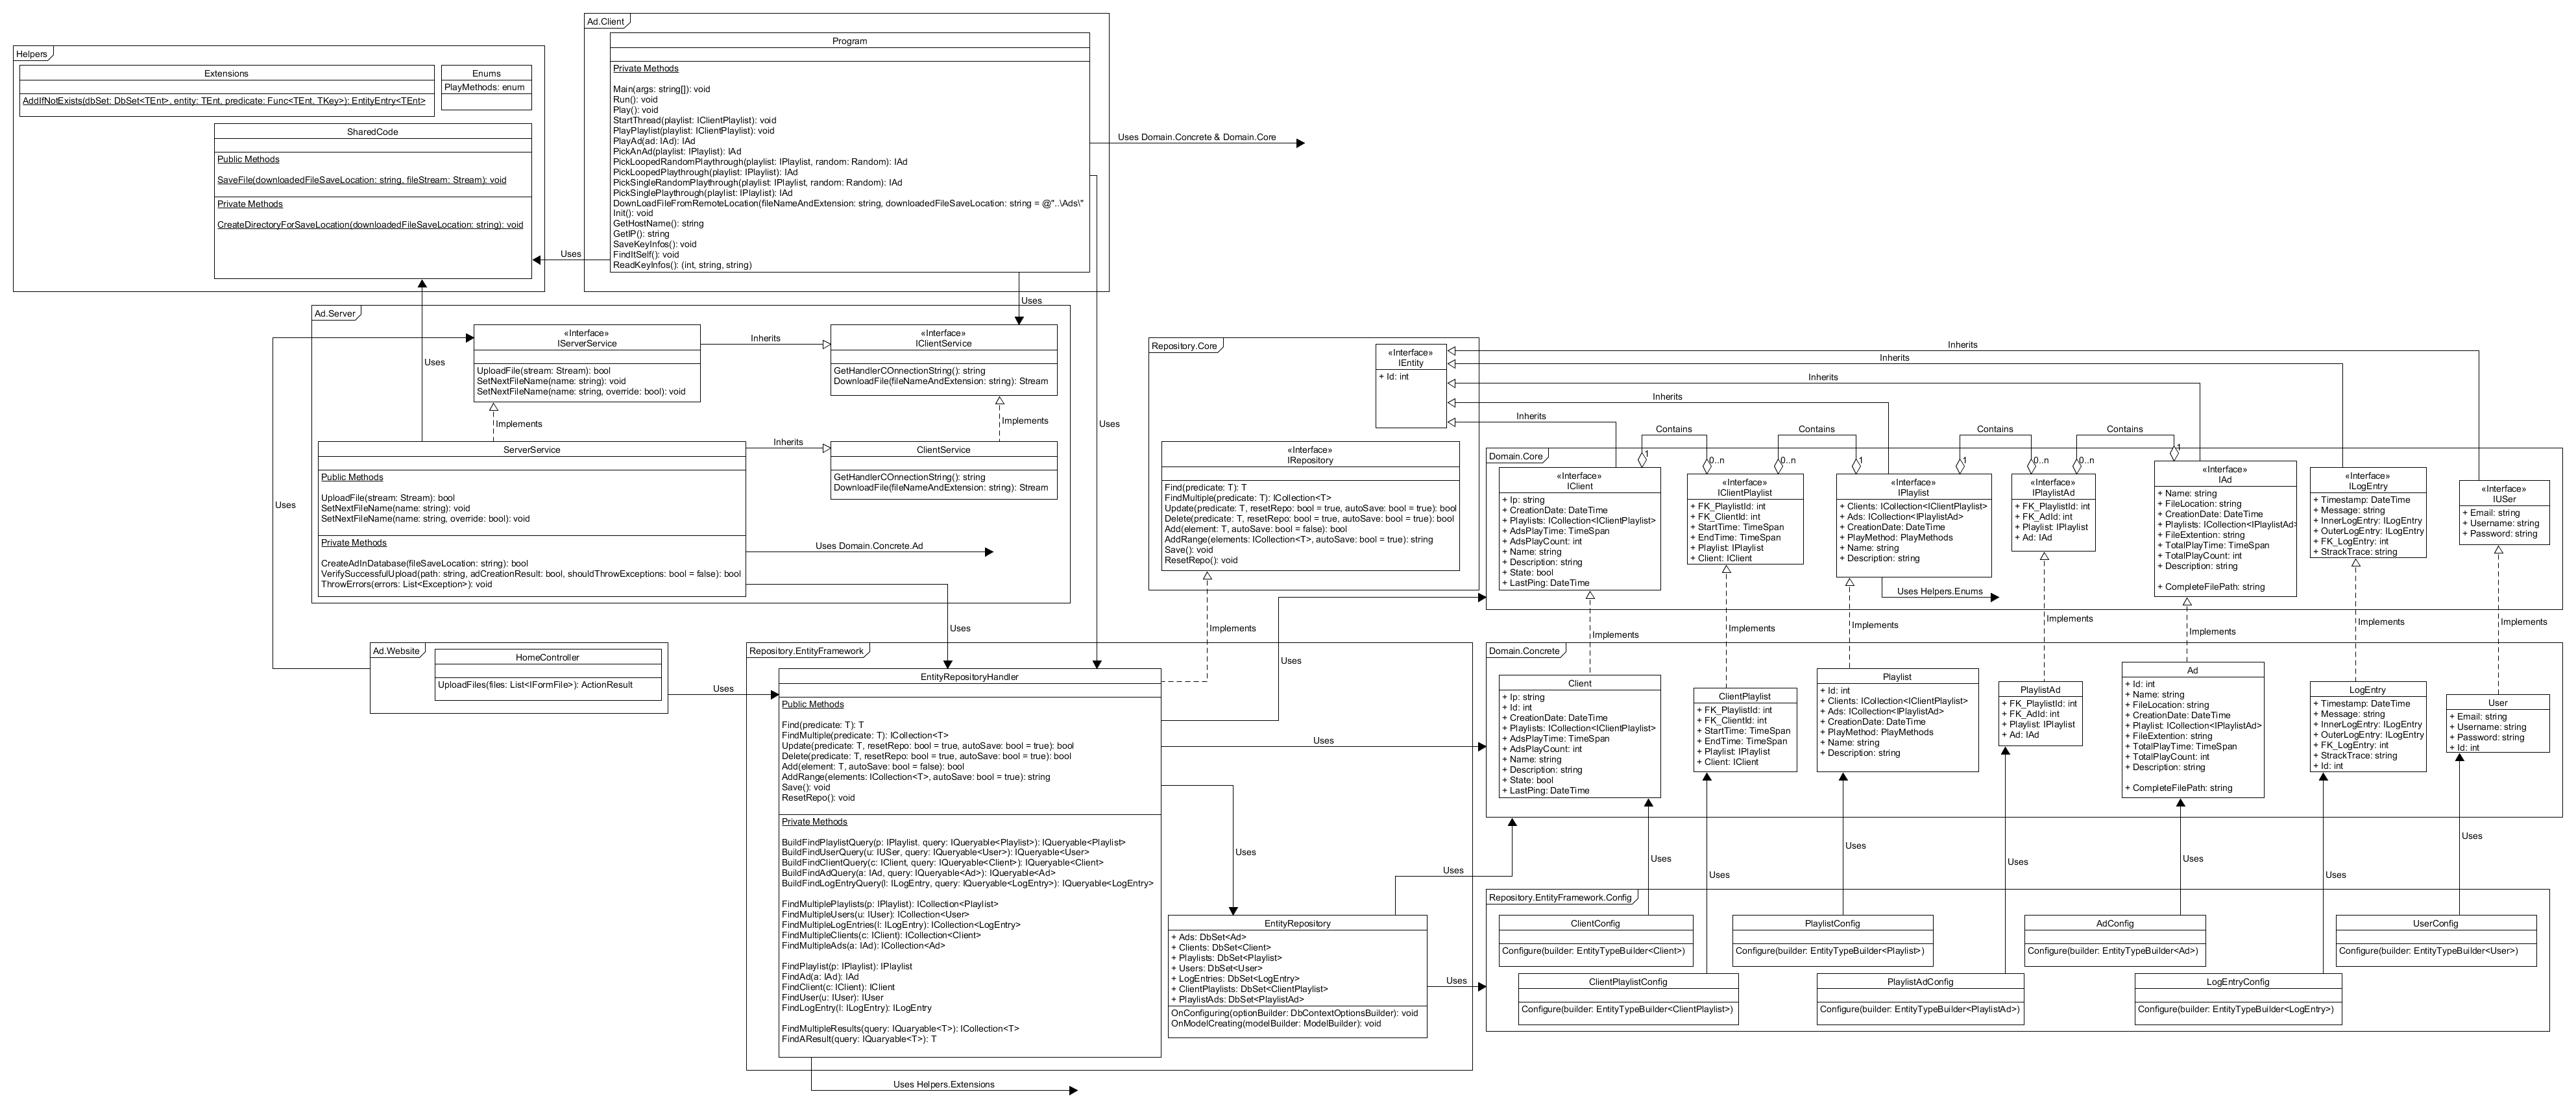 Ad.Client
Program
Private Methods
Main(args: string[]): void
Run(): void
Play(): void
StartThread(playlist: IClientPlaylist): void
PlayPlaylist(playlist: IClientPlaylist): void
PlayAd(ad: IAd): IAd
PickAnAd(playlist: IPlaylist): IAd
PickLoopedRandomPlaythrough(playlist: IPlaylist, random: Random): IAd
PickLoopedPlaythrough(playlist: IPlaylist): IAd
PickSingleRandomPlaythrough(playlist: IPlaylist, random: Random): IAd
PickSinglePlaythrough(playlist: IPlaylist): IAd
DownLoadFileFromRemoteLocation(fileNameAndExtension: string, downloadedFileSaveLocation: string = @"..\Ads\"
Init(): void
GetHostName(): string
GetIP(): string
SaveKeyInfos(): void
FindItSelf(): void
ReadKeyInfos(): (int, string, string)
Uses Domain.Concrete & Domain.Core
Uses
Uses
Uses
Helpers
Extensions
AddIfNotExists(dbSet: DbSet<TEnt>, entity: TEnt, predicate: Func<TEnt, TKey>): EntityEntry<TEnt>
Enums
PlayMethods: enum
SharedCode
Public Methods
SaveFile(downloadedFileSaveLocation: string, fileStream: Stream): void
Private Methods
CreateDirectoryForSaveLocation(downloadedFileSaveLocation: string): void
Uses
Ad.Server
«Interface»
IServerService
UploadFile(stream: Stream): bool
SetNextFileName(name: string): void
SetNextFileName(name: string, override: bool): void
Inherits
«Interface»
IClientService
GetHandlerCOnnectionString(): string
DownloadFile(fileNameAndExtension: string): Stream
Implements
Implements
ServerService
Public Methods
UploadFile(stream: Stream): bool
SetNextFileName(name: string): void
SetNextFileName(name: string, override: bool): void
Private Methods
CreateAdInDatabase(fileSaveLocation: string): bool
VerifySuccessfulUpload(path: string, adCreationResult: bool, shouldThrowExceptions: bool = false): bool
ThrowErrors(errors: List<Exception>): void
Inherits
ClientService
GetHandlerCOnnectionString(): string
DownloadFile(fileNameAndExtension: string): Stream
Uses Domain.Concrete.Ad
Uses
Uses
Ad.Website
HomeController
UploadFiles(files: List<IFormFile>): ActionResult
Uses
Repository.Core
«Interface»
IEntity
+ Id: int
«Interface»
IRepository
Find(predicate: T): T
FindMultiple(predicate: T): ICollection<T>
Update(predicate: T, resetRepo: bool = true, autoSave: bool = true): bool
Delete(predicate: T, resetRepo: bool = true, autoSave: bool = true): bool
Add(element: T, autoSave: bool = false): bool
AddRange(elements: ICollection<T>, autoSave: bool = true): string
Save(): void
ResetRepo(): void
Implements
Inherits
Inherits
Inherits
Inherits
Inherits
Contains
Contains
Contains
Contains
1
0..n
0..n
1
1
0..n
0..n
1
Domain.Core
«Interface»
IClient
+ Ip: string
+ CreationDate: DateTime
+ Playlists: ICollection<IClientPlaylist>
+ AdsPlayTime: TimeSpan
+ AdsPlayCount: int
+ Name: string
+ Description: string
+ State: bool
+ LastPing: DateTime
«Interface»
IClientPlaylist
+ FK_PlaylistId: int
+ FK_ClientId: int
+ StartTime: TimeSpan
+ EndTime: TimeSpan
+ Playlist: IPlaylist
+ Client: IClient
«Interface»
IPlaylist
+ Clients: ICollection<IClientPlaylist>
+ Ads: ICollection<IPlaylistAd>
+ CreationDate: DateTime
+ PlayMethod: PlayMethods
+ Name: string
+ Description: string
Uses Helpers.Enums
«Interface»
IPlaylistAd
+ FK_PlaylistId: int
+ FK_AdId: int
+ Playlist: IPlaylist
+ Ad: IAd
«Interface»
IAd
+ Name: string
+ FileLocation: string
+ CreationDate: DateTime
+ Playlists: ICollection<IPlaylistAd>
+ FileExtention: string
+ TotalPlayTime: TimeSpan
+ TotalPlayCount: int
+ Description: string
+ CompleteFilePath: string
«Interface»
ILogEntry
+ Timestamp: DateTime
+ Message: string
+ InnerLogEntry: ILogEntry
+ OuterLogEntry: ILogEntry
+ FK_LogEntry: int
+ StrackTrace: string
«Interface»
IUSer
+ Email: string
+ Username: string
+ Password: string
Implements
Implements
Implements
Implements
Implements
Implements
Implements
Domain.Concrete
Client
+ Ip: string
+ Id: int
+ CreationDate: DateTime
+ Playlists: ICollection<IClientPlaylist>
+ AdsPlayTime: TimeSpan
+ AdsPlayCount: int
+ Name: string
+ Description: string
+ State: bool
+ LastPing: DateTime
ClientPlaylist
+ FK_PlaylistId: int
+ FK_ClientId: int
+ StartTime: TimeSpan
+ EndTime: TimeSpan
+ Playlist: IPlaylist
+ Client: IClient
Playlist
+ Id: int
+ Clients: ICollection<IClientPlaylist>
+ Ads: ICollection<IPlaylistAd>
+ CreationDate: DateTime
+ PlayMethod: PlayMethods
+ Name: string
+ Description: string
PlaylistAd
+ FK_PlaylistId: int
+ FK_AdId: int
+ Playlist: IPlaylist
+ Ad: IAd
Ad
+ Id: int
+ Name: string
+ FileLocation: string
+ CreationDate: DateTime
+ Playlist: ICollection<IPlaylistAd>
+ FileExtention: string
+ TotalPlayTime: TimeSpan
+ TotalPlayCount: int
+ Description: string
+ CompleteFilePath: string
LogEntry
+ Timestamp: DateTime
+ Message: string
+ InnerLogEntry: ILogEntry
+ OuterLogEntry: ILogEntry
+ FK_LogEntry: int
+ StrackTrace: string
+ Id: int
User
+ Email: string
+ Username: string
+ Password: string
+ Id: int
Repository.EntityFramework
EntityRepositoryHandler
Public Methods
Find(predicate: T): T
FindMultiple(predicate: T): ICollection<T>
Update(predicate: T, resetRepo: bool = true, autoSave: bool = true): bool
Delete(predicate: T, resetRepo: bool = true, autoSave: bool = true): bool
Add(element: T, autoSave: bool = false): bool
AddRange(elements: ICollection<T>, autoSave: bool = true): string
Save(): void
ResetRepo(): void
Private Methods
BuildFindPlaylistQuery(p: IPlaylist, query: IQueryable<Playlist>): IQueryable<Playlist>
BuildFindUserQuery(u: IUSer, query: IQueryable<User>): IQueryable<User>
BuildFindClientQuery(c: IClient, query: IQueryable<Client>): IQueryable<Client>
BuildFindAdQuery(a: IAd, query: IQueryable<Ad>): IQueryable<Ad>
BuildFindLogEntryQuery(l: ILogEntry, query: IQueryable<LogEntry>): IQueryable<LogEntry>
FindMultiplePlaylists(p: IPlaylist): ICollection<Playlist>
FindMultipleUsers(u: IUser): ICollection<User>
FindMultipleLogEntries(l: ILogEntry): ICollection<LogEntry>
FindMultipleClients(c: IClient): ICollection<Client>
FindMultipleAds(a: IAd): ICollection<Ad>
FindPlaylist(p: IPlaylist): IPlaylist
FindAd(a: IAd): IAd
FindClient(c: IClient): IClient
FindUser(u: IUser): IUser
FindLogEntry(l: ILogEntry): ILogEntry
FindMultipleResults(query: IQuaryable<T>): ICollection<T>
FindAResult(query: IQuaryable<T>): T
Uses
Uses
Uses
Uses
Uses
Uses Helpers.Extensions
EntityRepository
+ Ads: DbSet<Ad>
+ Clients: DbSet<Client>
+ Playlists: DbSet<Playlist>
+ Users: DbSet<User>
+ LogEntries: DbSet<LogEntry>
+ ClientPlaylists: DbSet<ClientPlaylist>
+ PlaylistAds: DbSet<PlaylistAd>
OnConfiguring(optionBuilder: DbContextOptionsBuilder): void
OnModelCreating(modelBuilder: ModelBuilder): void
Uses
Uses
Uses
Uses
Uses
Uses
Uses
Repository.EntityFramework.Config
ClientConfig
Configure(builder: EntityTypeBuilder<Client>)
PlaylistConfig
Configure(builder: EntityTypeBuilder<Playlist>)
AdConfig
Configure(builder: EntityTypeBuilder<Ad>)
UserConfig
Configure(builder: EntityTypeBuilder<User>)
ClientPlaylistConfig
Configure(builder: EntityTypeBuilder<ClientPlaylist>)
PlaylistAdConfig
Configure(builder: EntityTypeBuilder<PlaylistAd>)
LogEntryConfig
Configure(builder: EntityTypeBuilder<LogEntry>)